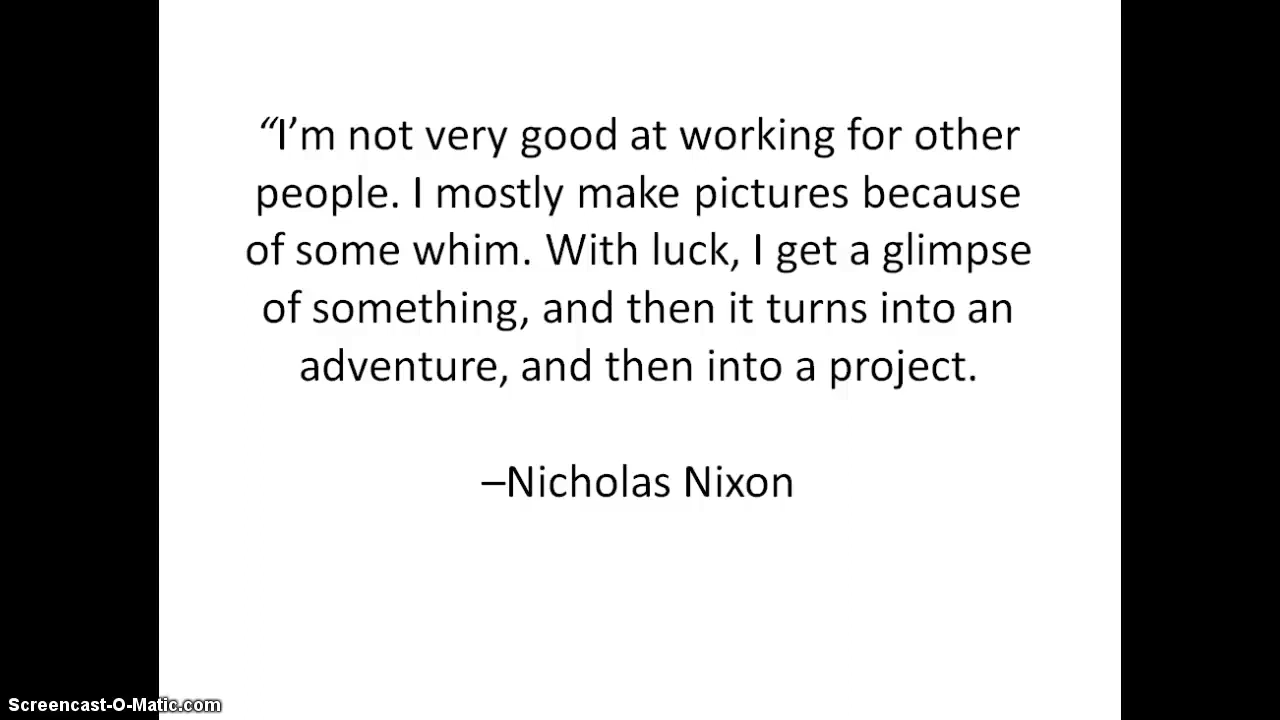 “I’m not very good at working for other
people. I mostly make pictures because
of some whim. With luck, I get a glimpse
of something, and then it turns into an
adventure, and then into a project.
–Nicholas Nixon
Screencast-O-Matic.com